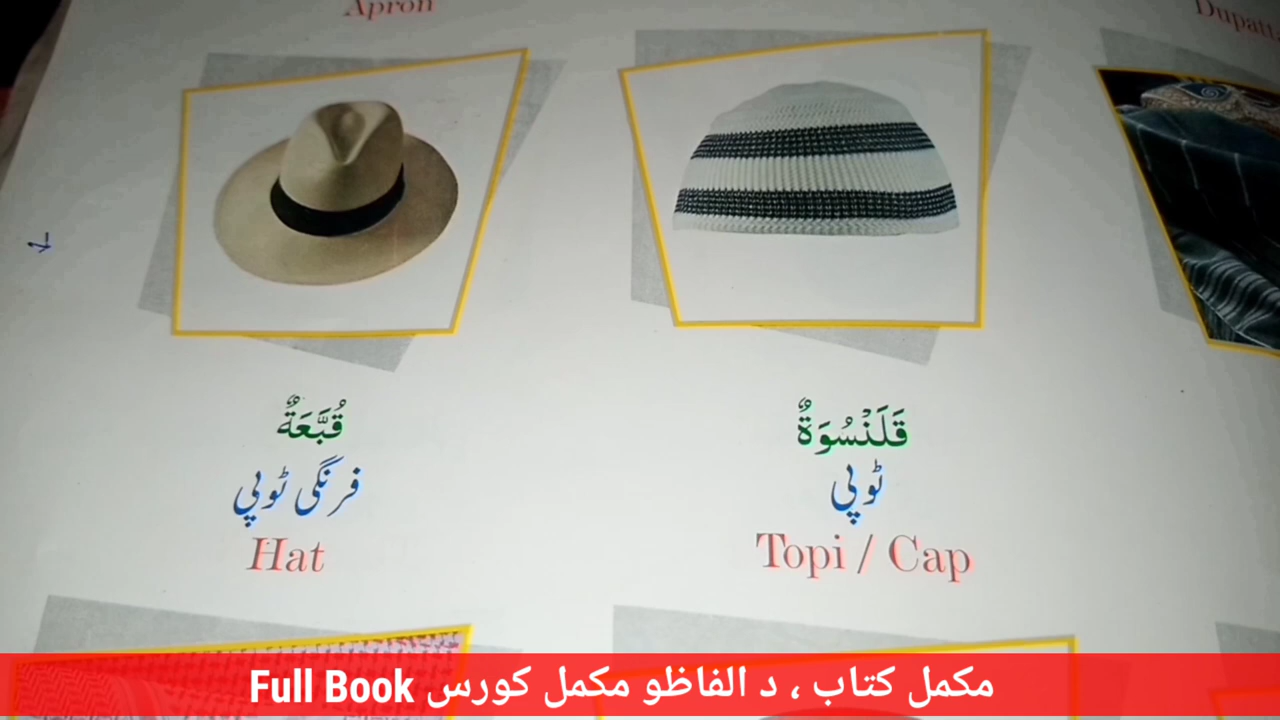 Apron
Dupatt
قُبَّعَةٌ
فرنگی ٹوپی
Hat
قَلَنْسُوَةٌ
ٹوپی
Topi / Cap
مکمل کتاب ، د الفاظو مکمل کورس Full Book